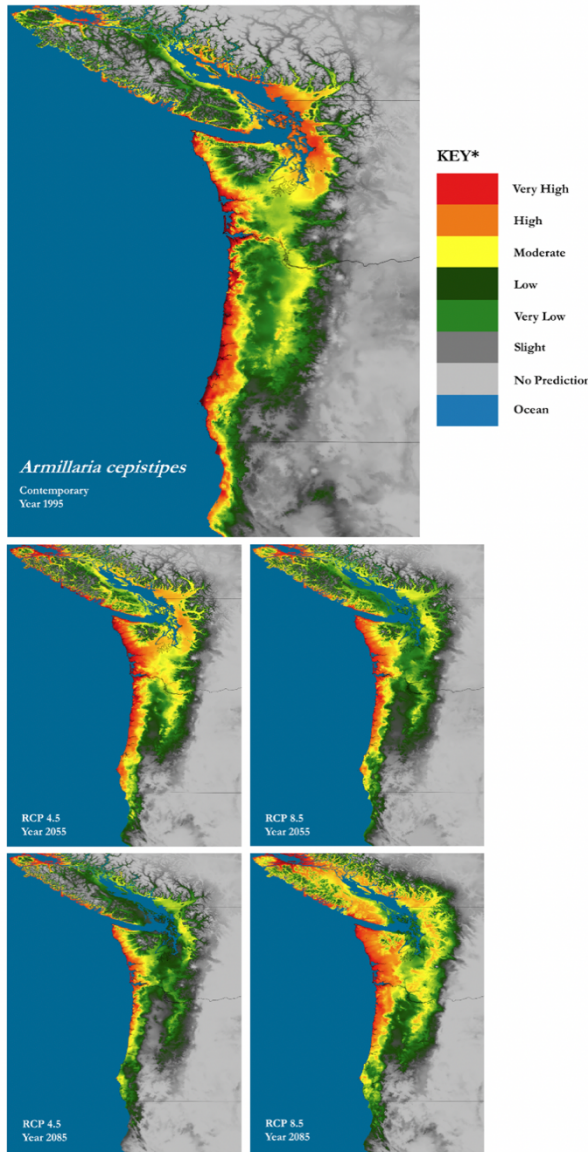 KEY*
Very High
High
Moderate
Low
Very Low
Slight
No Prediction
Ocean
Armillaria cepistipes
Contemporary
Year 1995
RCP 4.5
Year 2055
RCP 8.5
Year 2055
RCP 4.5
Year 2085
RCP 8.5
Year 2085